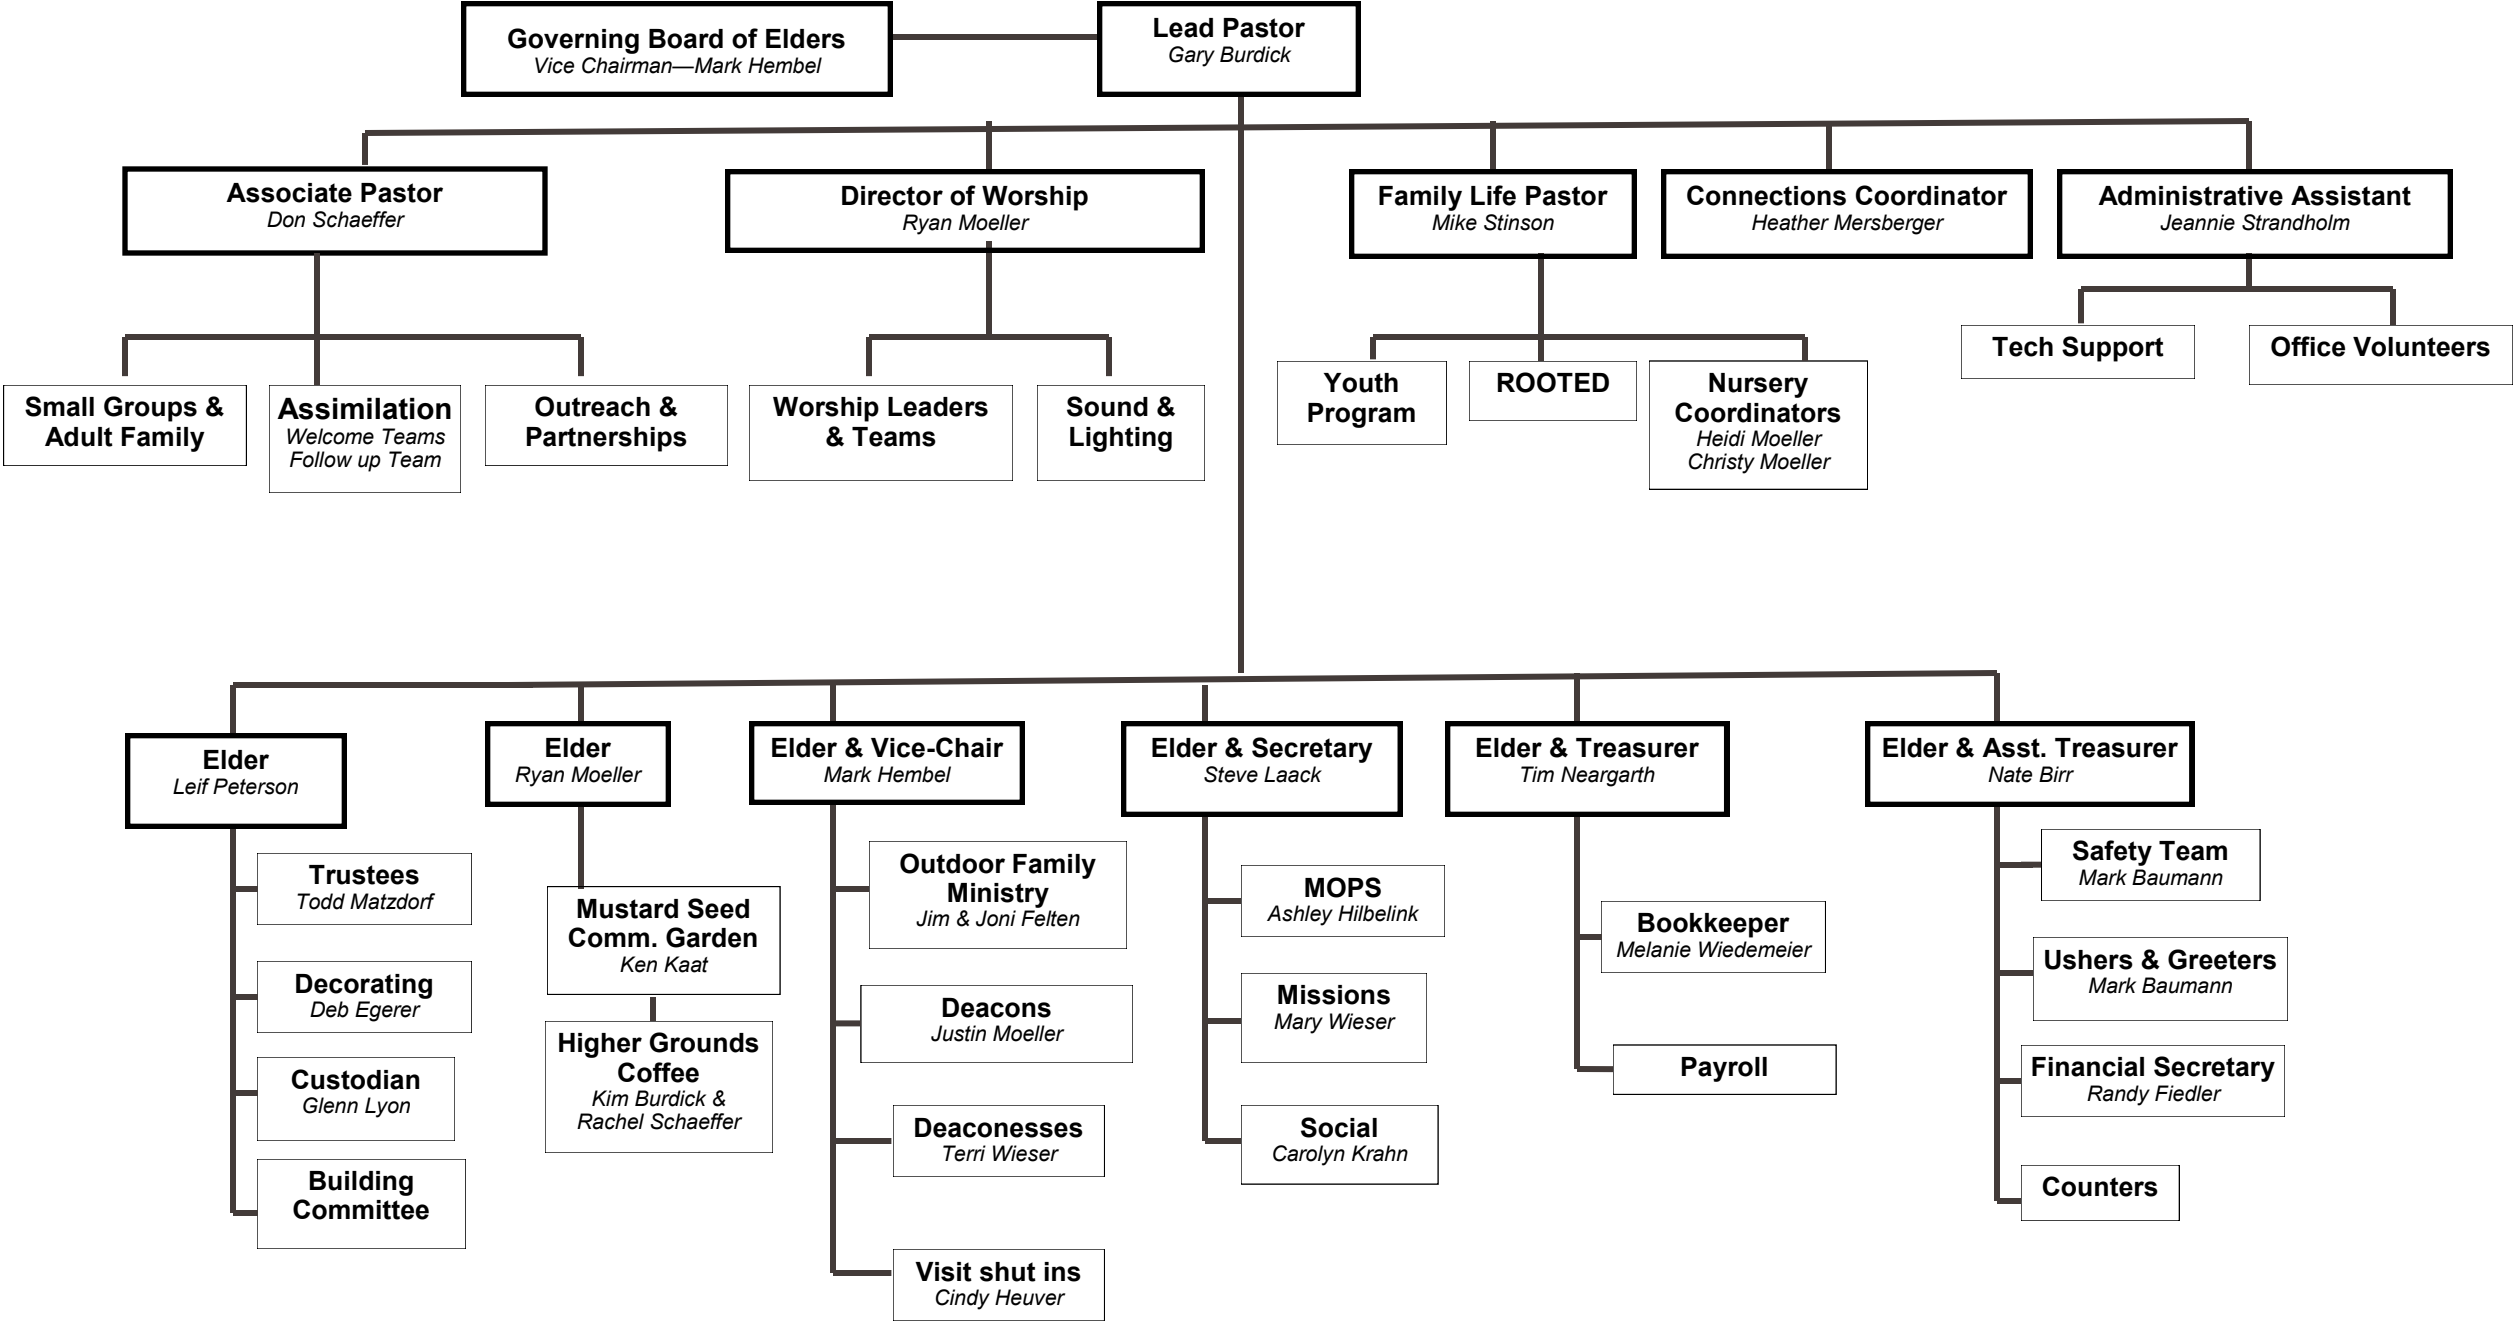 Governing Board of Elders
Vice Chairman—Mark Hembel
Lead Pastor
Gary Burdick
Associate Pastor
Don Schaeffer
Director of Worship
Ryan Moeller
Family Life Pastor
Mike Stinson
Connections Coordinator
Heather Mersberger
Administrative Assistant
Jeannie Strandholm
Small Groups &
Adult Family
Assimilation
Welcome Teams
Follow up Team
Outreach &
Partnerships
Worship Leaders
& Teams
Sound &
Lighting
Youth
Program
ROOTED
Nursery
Coordinators
Heidi Moeller
Christy Moeller
Tech Support
Office Volunteers
Elder
Leif Peterson
Trustees
Todd Matzdorf
Decorating
Deb Egerer
Custodian
Glenn Lyon
Building
Committee
Elder
Ryan Moeller
Mustard Seed
Comm. Garden
Ken Kaat
Higher Grounds
Coffee
Kim Burdick &
Rachel Schaeffer
Elder & Vice-Chair
Mark Hembel
Outdoor Family
Ministry
Jim & Joni Felten
Deacons
Justin Moeller
Deaconesses
Terri Wieser
Visit shut ins
Cindy Heuver
Elder & Secretary
Steve Laack
MOPS
Ashley Hilbelink
Missions
Mary Wieser
Social
Carolyn Krahn
Elder & Treasurer
Tim Neargarth
Bookkeeper
Melanie Wiedemeier
Payroll
Elder & Asst. Treasurer
Nate Birr
Safety Team
Mark Baumann
Ushers & Greeters
Mark Baumann
Financial Secretary
Randy Fiedler
Counters